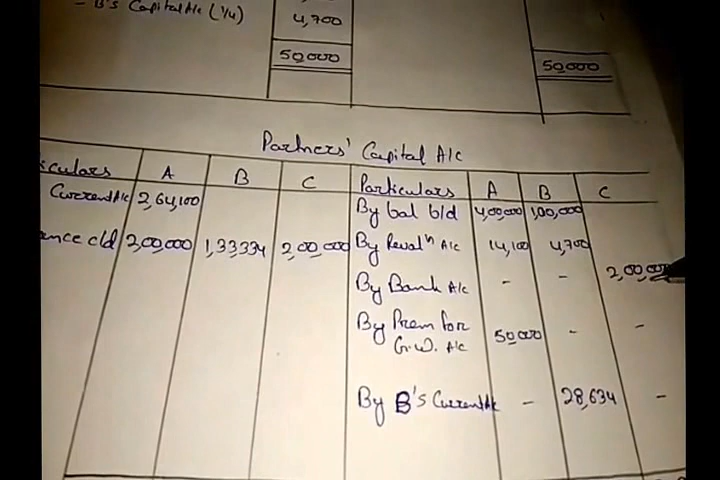 - B's Capital A/c (1/4)
4,700
50,000 50,000
Partners' Capital A/c
iculars A B C Particulars A B C
Current A/c 2,64,100 By bal b/d 4,00,000 1,00,000
ance c/d 2,00,000 1,33,334 2,00,000 By Revalⁿ A/c 14,100 4,700
By Bank A/c - - 2,00,000
By Prem for
G.W. A/c 50,000 - -
By B's Current A/c - 28,634 -